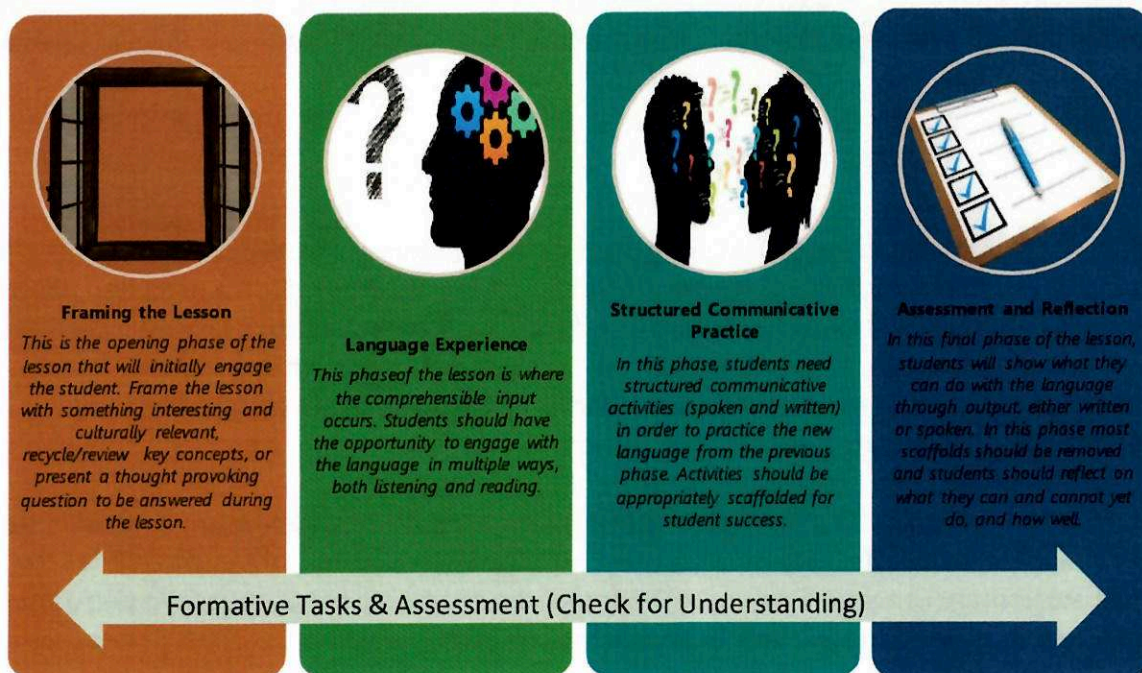 Framing the Lesson
This is the opening phase of the
lesson that will initially engage
the student. Frame the lesson
with something interesting and
culturally relevant,
recycle/review key concepts, or
present a thought provoking
question to be answered during
the lesson.
Language Experience
This phaseof the lesson is where
the comprehensible input
occurs. Students should have
the opportunity to engage with
the language in multiple ways,
both listening and reading.
Structured Communicative
Practice
In this phase, students need
structured communicative
activities (spoken and written)
in order to practice the new
language from the previous
phase. Activities should be
appropriately scaffolded for
student success.
Assessment and Reflection
In this final phase of the lesson,
students will show what they
can do with the language
through output, either written
or spoken. In this phase most
scaffolds should be removed
and students should reflect on
what they can and cannot yet
do, and how well.
Formative Tasks & Assessment (Check for Understanding)